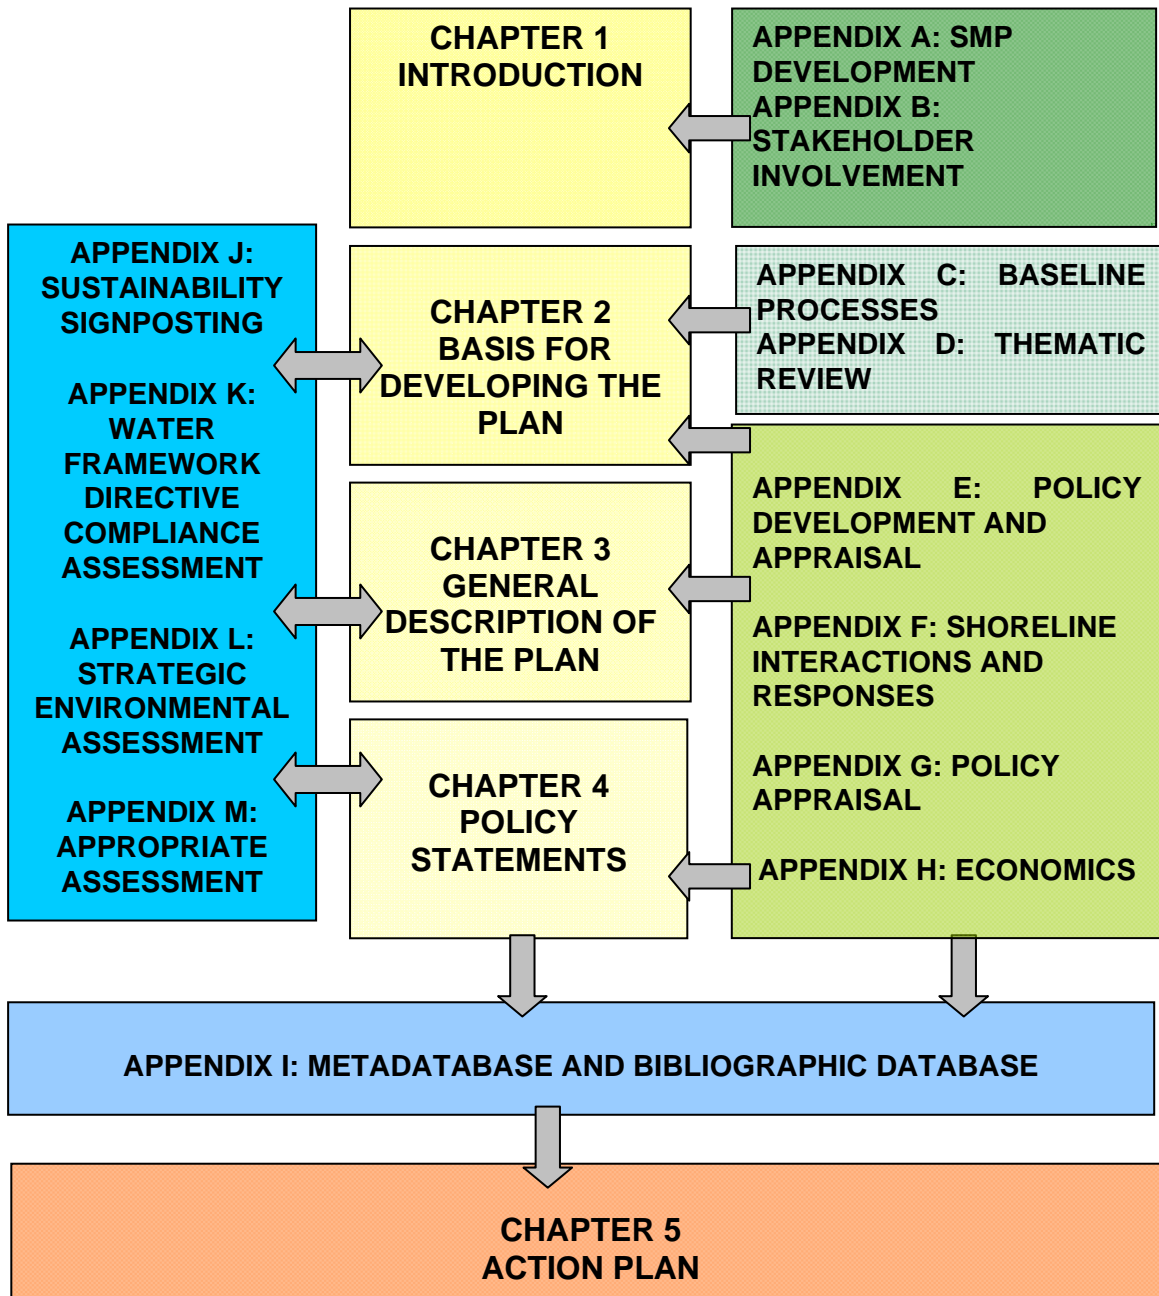 CHAPTER 1
INTRODUCTION
APPENDIX A: SMP
DEVELOPMENT
APPENDIX B:
STAKEHOLDER
INVOLVEMENT
APPENDIX J:
SUSTAINABILITY
SIGNPOSTING
APPENDIX K:
WATER
FRAMEWORK
DIRECTIVE
COMPLIANCE
ASSESSMENT
APPENDIX L:
STRATEGIC
ENVIRONMENTAL
ASSESSMENT
APPENDIX M:
APPROPRIATE
ASSESSMENT
CHAPTER 2
BASIS FOR
DEVELOPING THE
PLAN
APPENDIX C: BASELINE
PROCESSES
APPENDIX D: THEMATIC
REVIEW
CHAPTER 3
GENERAL
DESCRIPTION OF
THE PLAN
APPENDIX E: POLICY
DEVELOPMENT AND
APPRAISAL
APPENDIX F: SHORELINE
INTERACTIONS AND
RESPONSES
APPENDIX G: POLICY
APPRAISAL
APPENDIX H: ECONOMICS
CHAPTER 4
POLICY
STATEMENTS
APPENDIX I: METADATABASE AND BIBLIOGRAPHIC DATABASE
CHAPTER 5
ACTION PLAN